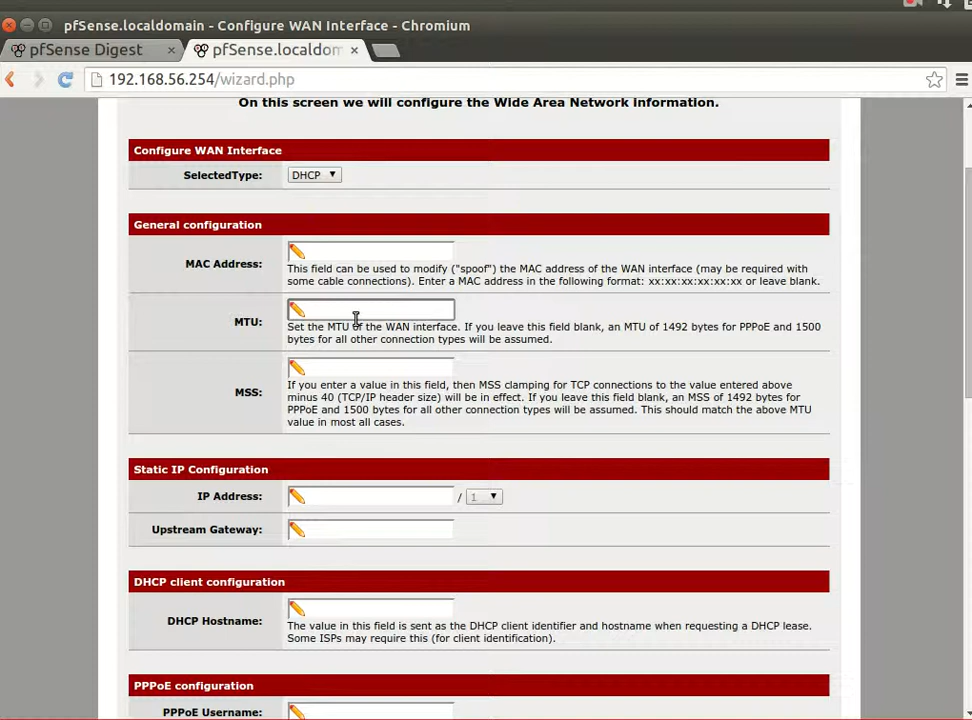 pfSense.localdomain - Configure WAN Interface - Chromium
pfSense Digest
pfSense.localdom
192.168.56.254/wizard.php
On this screen we will configure the Wide Area Network information.
Configure WAN Interface
SelectedType: DHCP
General configuration
MAC Address:
This field can be used to modify ("spoof") the MAC address of the WAN interface (may be required with
some cable connections). Enter a MAC address in the following format: xx:xx:xx:xx:xx:xx or leave blank.
MTU:
Set the MTU of the WAN interface. If you leave this field blank, an MTU of 1492 bytes for PPPoE and 1500
bytes for all other connection types will be assumed.
MSS:
If you enter a value in this field, then MSS clamping for TCP connections to the value entered above
minus 40 (TCP/IP header size) will be in effect. If you leave this field blank, an MSS of 1492 bytes for
PPPoE and 1500 bytes for all other connection types will be assumed. This should match the above MTU
value in most all cases.
Static IP Configuration
IP Address: / 1
Upstream Gateway:
DHCP client configuration
DHCP Hostname:
The value in this field is sent as the DHCP client identifier and hostname when requesting a DHCP lease.
Some ISPs may require this (for client identification).
PPPoE configuration
PPPoE Username: